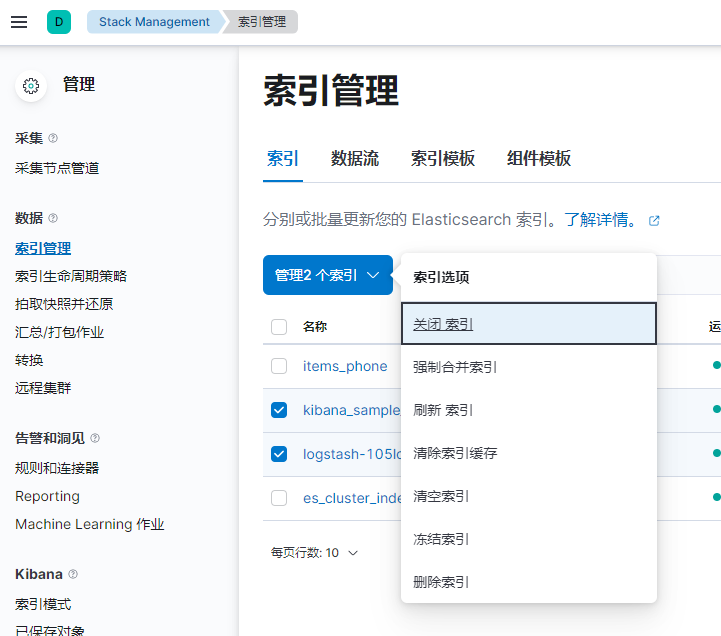 D
Stack Management
索引管理
管理
采集
采集节点管道
数据
索引管理
索引生命周期策略
拍取快照并还原
汇总/打包作业
转换
远程集群
告警和洞见
规则和连接器
Reporting
Machine Learning 作业
Kibana
索引模式
已保存对象
索引管理
索引 数据流 索引模板 组件模板
分别或批量更新您的 Elasticsearch 索引。了解详情。
管理2 个索引
名称
运
items_phone
kibana_sample
logstash-105lo
es_cluster_inde
每页行数: 10
索引选项
关闭 索引
强制合并索引
刷新 索引
清除索引缓存
清空索引
冻结索引
删除索引